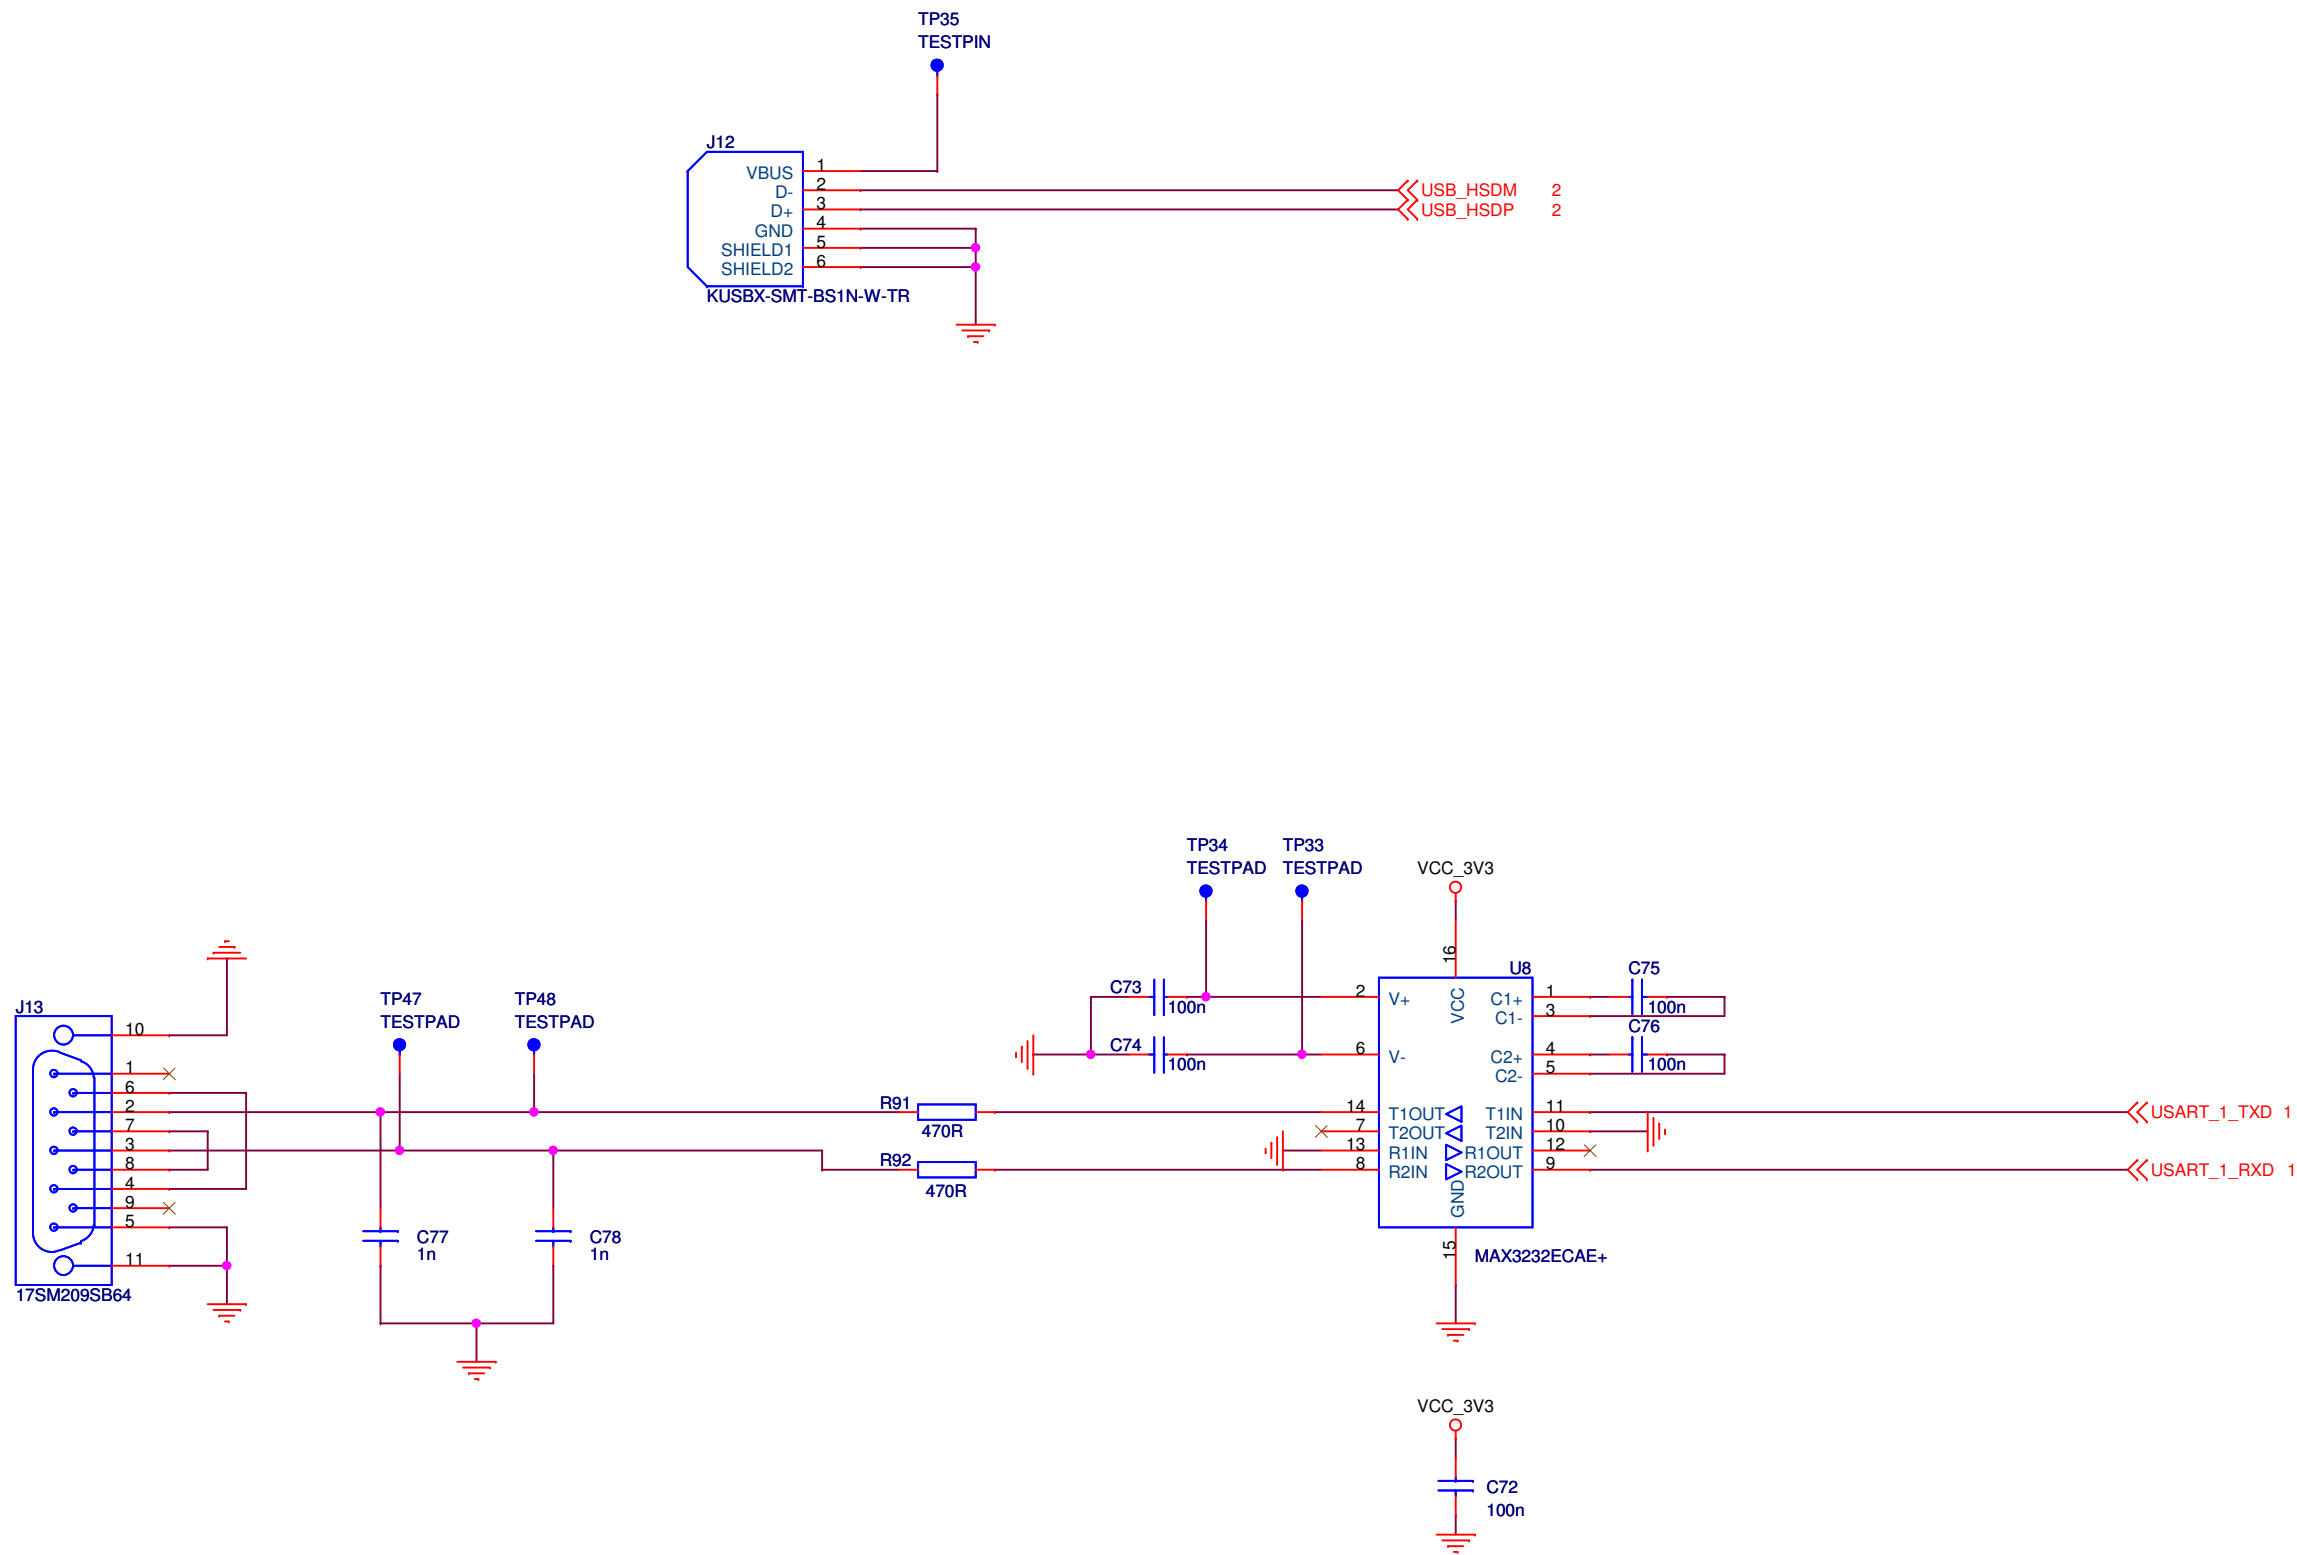 TP35
TESTPIN
J12
VBUS 1
D- 2
D+ 3
GND 4
SHIELD1 5
SHIELD2 6
KUSBX-SMT-BS1N-W-TR
USB_HSDM 2
USB_HSDP 2
TP34
TESTPAD
TP33
TESTPAD
VCC_3V3
16
U8
C73
100n
C74
100n
2 V+
6 V-
VCC
C1+ 1
C1- 3
C2+ 4
C2- 5
C75
100n
C76
100n
J13
10
1
6
2
7
3
8
4
9
5
11
17SM209SB64
TP47
TESTPAD
TP48
TESTPAD
R91
470R
R92
470R
14 T1OUT T1IN 11
7 T2OUT T2IN 10
13 R1IN R1OUT 12
8 R2IN R2OUT 9
GND
15
MAX3232ECAE+
USART_1_TXD 1
USART_1_RXD 1
C77
1n
C78
1n
VCC_3V3
C72
100n